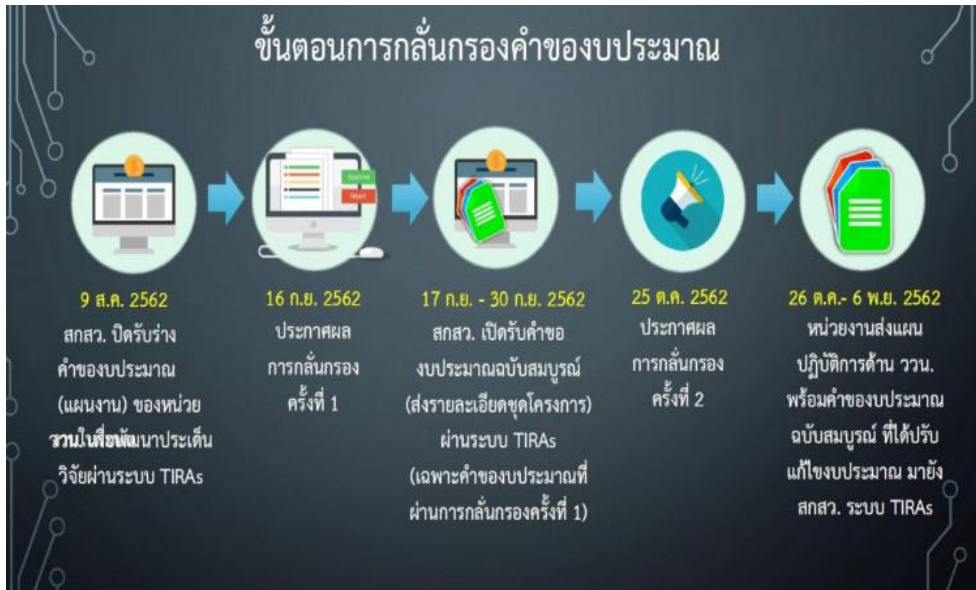 ขั้นตอนการกลั่นกรองคำของบประมาณ
Approve
Reject
9 ส.ค. 2562
สกสว. ปิดรับร่าง
คำของบประมาณ
(แผนงาน) ของหน่วย
ประเด็น
วิจัยผ่านระบบ TIRAs
16 ก.ย. 2562
ประกาศผล
การกลั่นกรอง
ครั้งที่ 1
17 ก.ย. - 30 ก.ย. 2562
สกสว. เปิดรับคำขอ
งบประมาณฉบับสมบูรณ์
(ส่งรายละเอียดชุดโครงการ)
ผ่านระบบ TIRAs
(เฉพาะคำของบประมาณที่
ผ่านการกลั่นกรองครั้งที่ 1)
25 ต.ค. 2562
ประกาศผล
การกลั่นกรอง
ครั้งที่ 2
26 ต.ค.- 6 พ.ย. 2562
หน่วยงานส่งแผน
ปฏิบัติการด้าน ววน.
พร้อมคำของบประมาณ
ฉบับสมบูรณ์ ที่ได้ปรับ
แก้ไขงบประมาณ มายัง
สกสว. ระบบ TIRAs